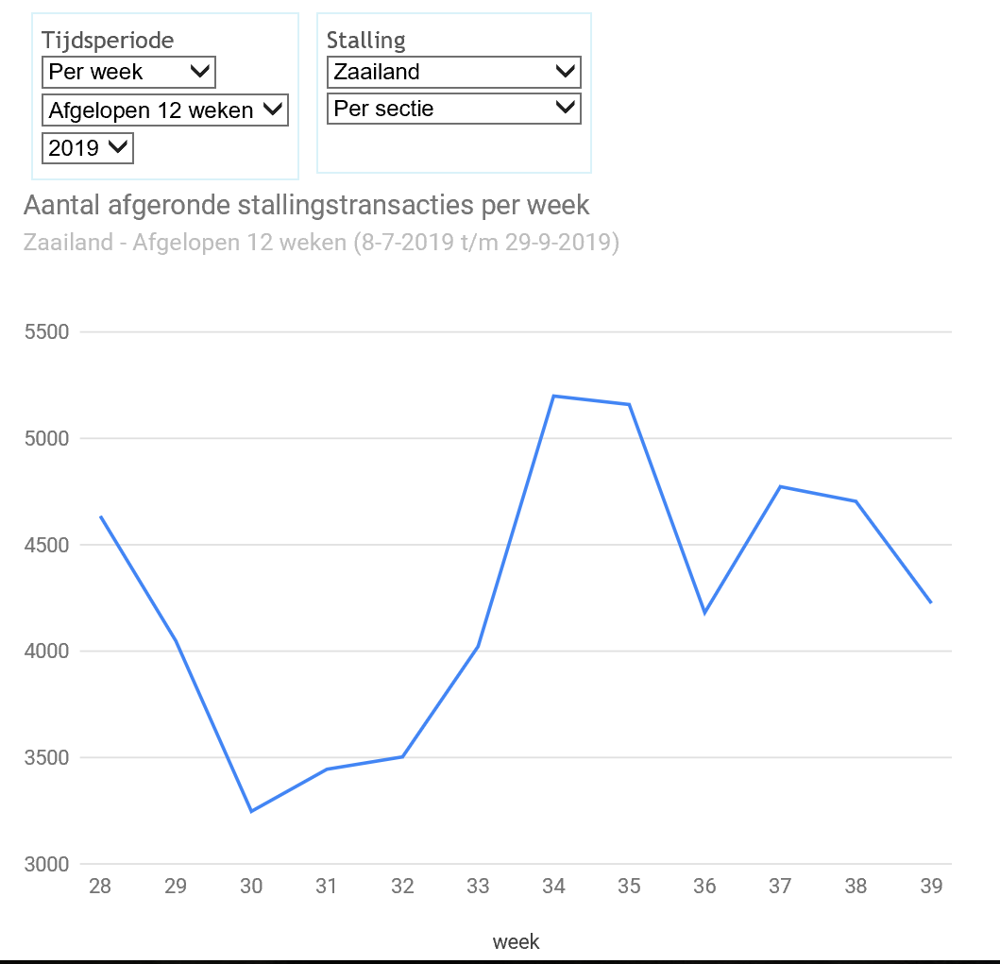 Tijdsperiode
Per week
Afgelopen 12 weken
2019
Stalling
Zaailand
Per sectie
Aantal afgeronde stallingstransacties per week
Zaailand - Afgelopen 12 weken (8-7-2019 t/m 29-9-2019)
5500
5000
4500
4000
3500
3000
28 29 30 31 32 33 34 35 36 37 38 39
week